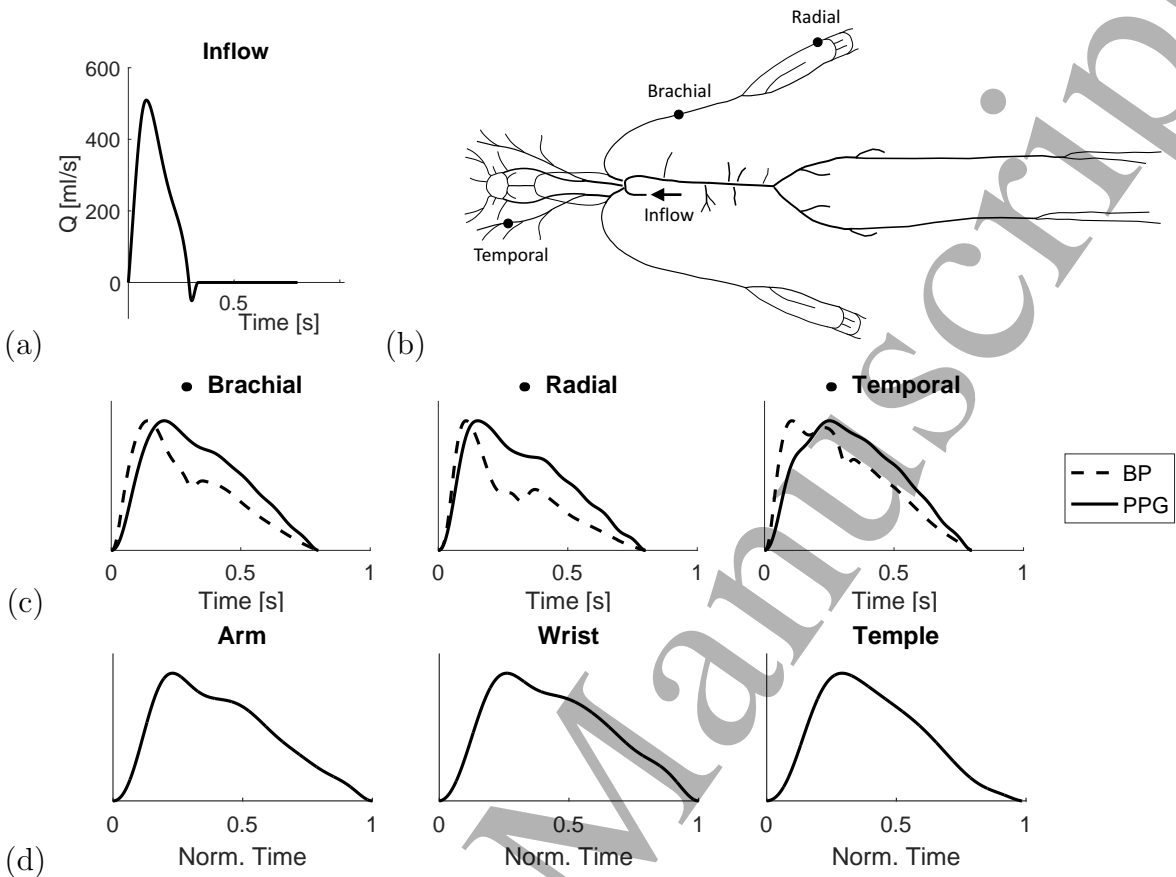 Inflow
600
400
200
0
Q [ml/s]
0.5
Time [s]
(a)
Radial
Brachial
Inflow
Temporal
(b)
• Brachial
• Radial
• Temporal
BP
PPG
0 0.5 1
0 0.5 1
0 0.5 1
Time [s]
Time [s]
Time [s]
(c)
Arm
Wrist
Temple
0 0.5 1
0 0.5 1
0 0.5 1
Norm. Time
Norm. Time
Norm. Time
(d)
Manuscrip